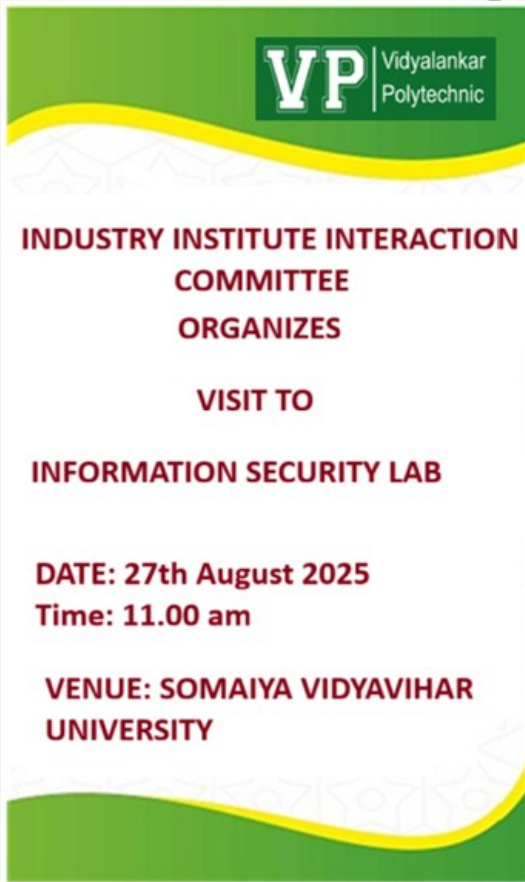 VP Vidyalankar
Polytechnic
INDUSTRY INSTITUTE INTERACTION
COMMITTEE
ORGANIZES
VISIT TO
INFORMATION SECURITY LAB
DATE: 27th August 2025
Time: 11.00 am
VENUE: SOMAIYA VIDYAVIHAR
UNIVERSITY